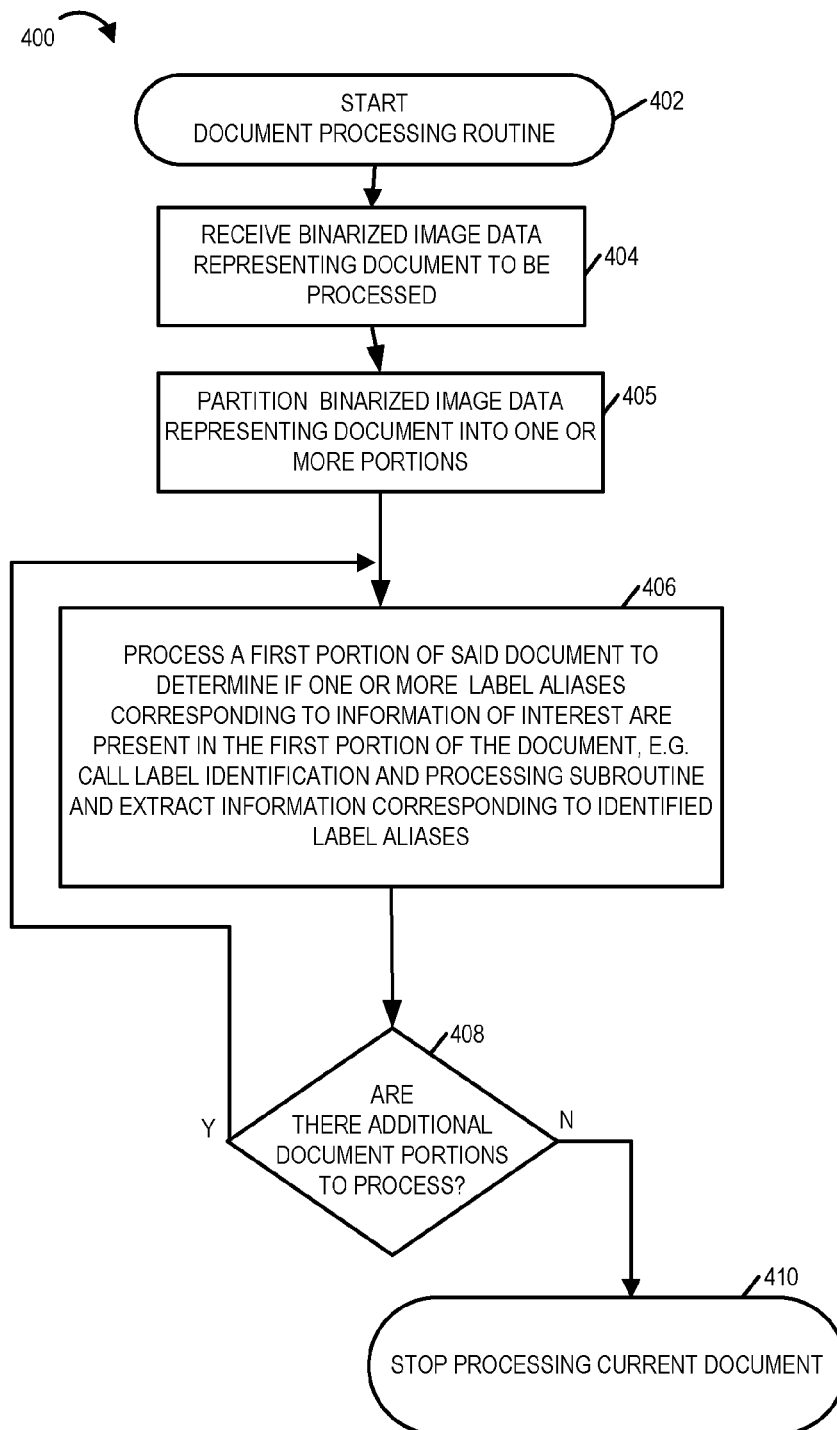 400
START
DOCUMENT PROCESSING ROUTINE
402
RECEIVE BINARIZED IMAGE DATA
REPRESENTING DOCUMENT TO BE
PROCESSED
404
PARTITION BINARIZED IMAGE DATA
REPRESENTING DOCUMENT INTO ONE OR
MORE PORTIONS
405
406
PROCESS A FIRST PORTION OF SAID DOCUMENT TO
DETERMINE IF ONE OR MORE LABEL ALIASES
CORRESPONDING TO INFORMATION OF INTEREST ARE
PRESENT IN THE FIRST PORTION OF THE DOCUMENT, E.G.
CALL LABEL IDENTIFICATION AND PROCESSING SUBROUTINE
AND EXTRACT INFORMATION CORRESPONDING TO IDENTIFIED
LABEL ALIASES
408
ARE
THERE ADDITIONAL
DOCUMENT PORTIONS
TO PROCESS?
Y
N
410
STOP PROCESSING CURRENT DOCUMENT